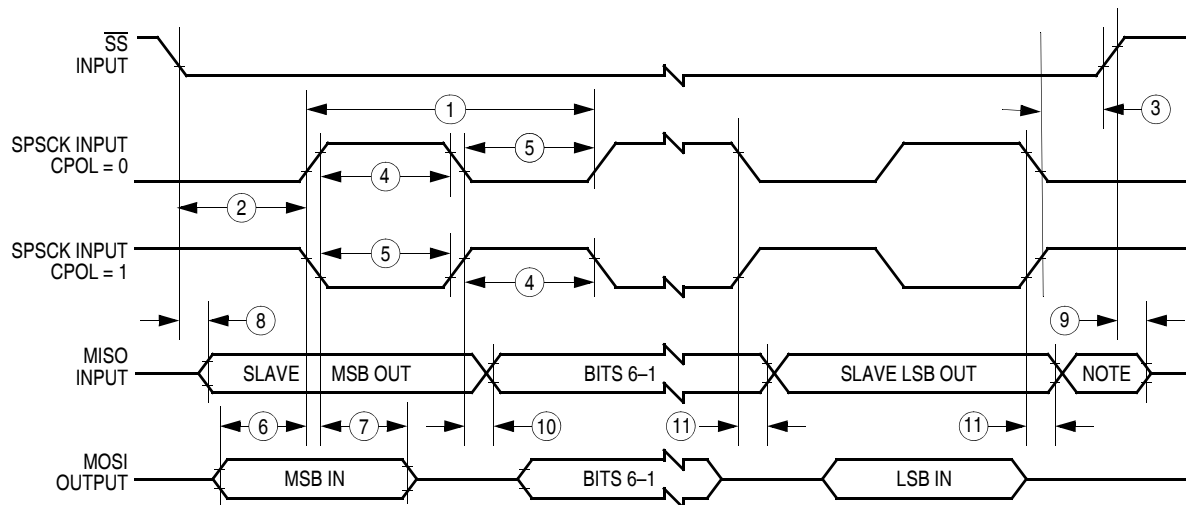 SS
INPUT
1
3
SPSCK INPUT
CPOL = 0
5
4
2
SPSCK INPUT
CPOL = 1
5
4
8
9
MISO
INPUT
SLAVE MSB OUT
BITS 6–1
SLAVE LSB OUT
NOTE
6
7
10
11
11
MOSI
OUTPUT
MSB IN
BITS 6–1
LSB IN